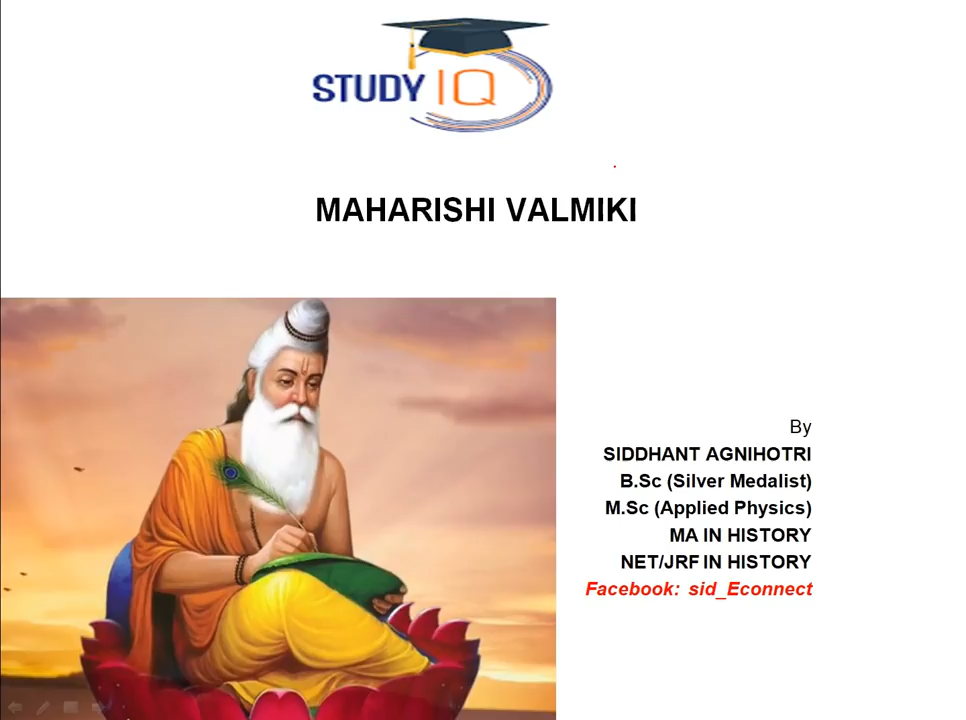 STUDY IQ
MAHARISHI VALMIKI
By
SIDDHANT AGNIHOTRI
B.Sc (Silver Medalist)
M.Sc (Applied Physics)
MA IN HISTORY
NET/JRF IN HISTORY
Facebook: sid_Econnect